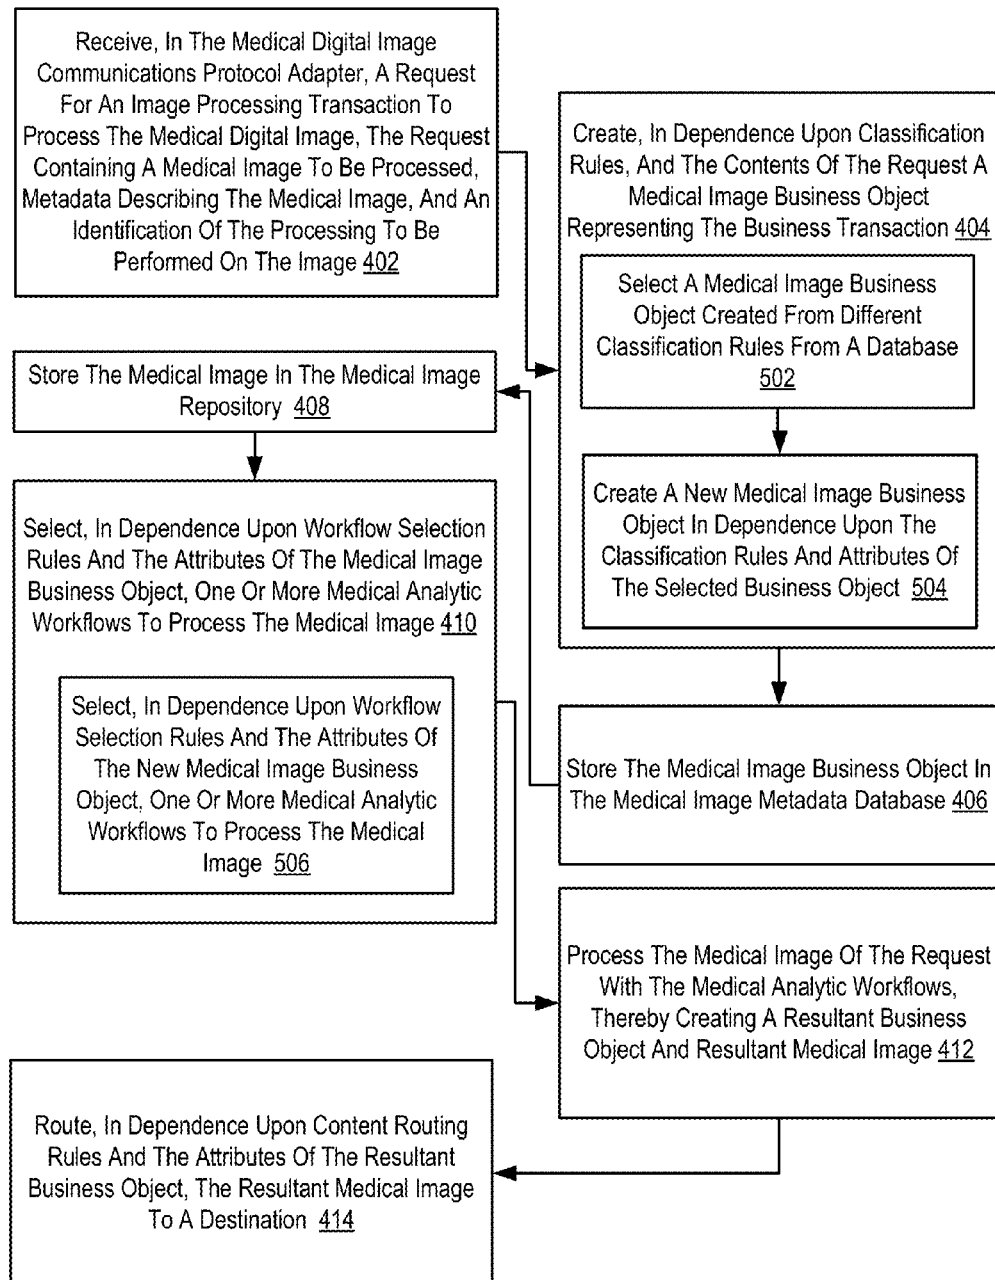 Receive, In The Medical Digital Image
Communications Protocol Adapter, A Request
For An Image Processing Transaction To
Process The Medical Digital Image, The Request
Containing A Medical Image To Be Processed,
Metadata Describing The Medical Image, And An
Identification Of The Processing To Be
Performed On The Image 402
Create, In Dependence Upon Classification
Rules, And The Contents Of The Request A
Medical Image Business Object
Representing The Business Transaction 404
Select A Medical Image Business
Object Created From Different
Classification Rules From A Database
502
Create A New Medical Image Business
Object In Dependence Upon The
Classification Rules And Attributes Of
The Selected Business Object 504
Store The Medical Image Business Object In
The Medical Image Metadata Database 406
Store The Medical Image In The Medical Image
Repository 408
Select, In Dependence Upon Workflow Selection
Rules And The Attributes Of The Medical Image
Business Object, One Or More Medical Analytic
Workflows To Process The Medical Image 410
Select, In Dependence Upon Workflow
Selection Rules And The Attributes Of
The New Medical Image Business
Object, One Or More Medical Analytic
Workflows To Process The Medical
Image 506
Process The Medical Image Of The Request
With The Medical Analytic Workflows,
Thereby Creating A Resultant Business
Object And Resultant Medical Image 412
Route, In Dependence Upon Content Routing
Rules And The Attributes Of The Resultant
Business Object, The Resultant Medical Image
To A Destination 414